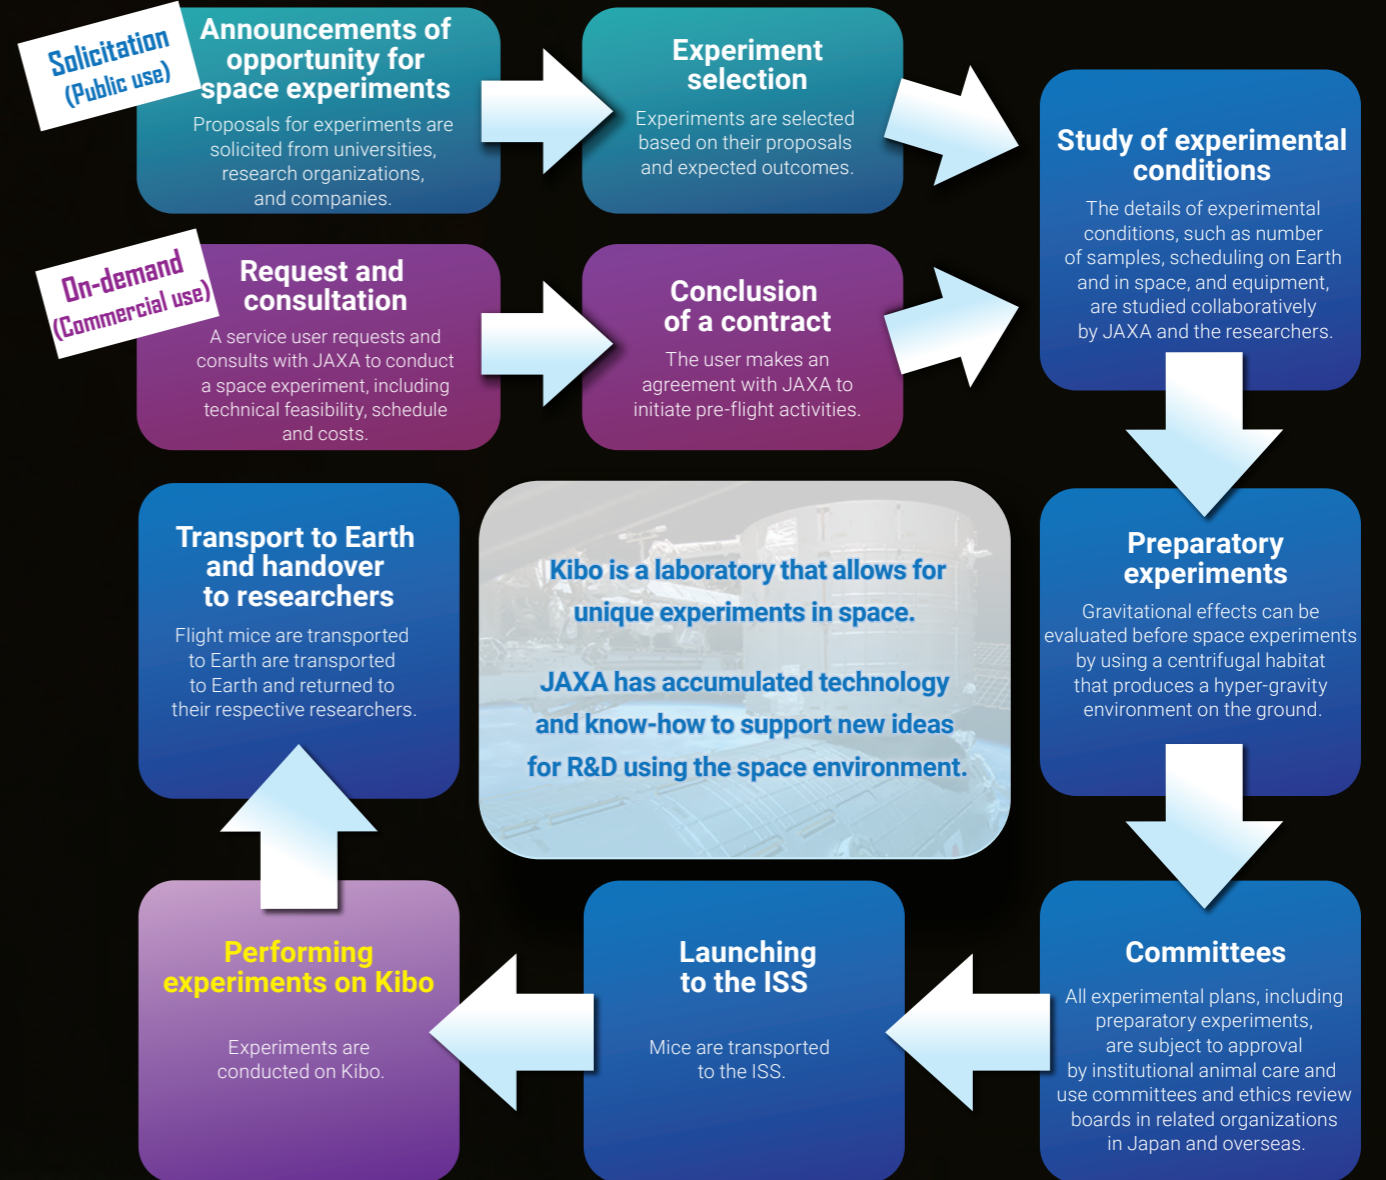 Solicitation
(Public use)
Announcements of
opportunity for
space experiments
Proposals for experiments are
solicited from universities,
research organizations,
and companies.
Experiment
selection
Experiments are selected
based on their proposals
and expected outcomes.
On-demand
(Commercial use)
Request and
consultation
A service user requests and
consults with JAXA to conduct
a space experiment, including
technical feasibility, schedule
and costs.
Conclusion
of a contract
The user makes an
agreement with JAXA to
initiate pre-flight activities.
Study of experimental
conditions
The details of experimental
conditions, such as number
of samples, scheduling on Earth
and in space, and equipment,
are studied collaboratively
by JAXA and the researchers.
Preparatory
experiments
Gravitational effects can be
evaluated before space experiments
by using a centrifugal habitat
that produces a hyper-gravity
environment on the ground.
Committees
All experimental plans, including
preparatory experiments,
are subject to approval
by institutional animal care and
use committees and ethics review
boards in related organizations
in Japan and overseas.
Launching
to the ISS
Mice are transported
to the ISS.
Performing
experiments on Kibo
Experiments are
conducted on Kibo.
Transport to Earth
and handover
to researchers
Flight mice are transported
to Earth are transported
to Earth and returned to
their respective researchers.
Kibo is a laboratory that allows for
unique experiments in space.
JAXA has accumulated technology
and know-how to support new ideas
for R&D using the space environment.